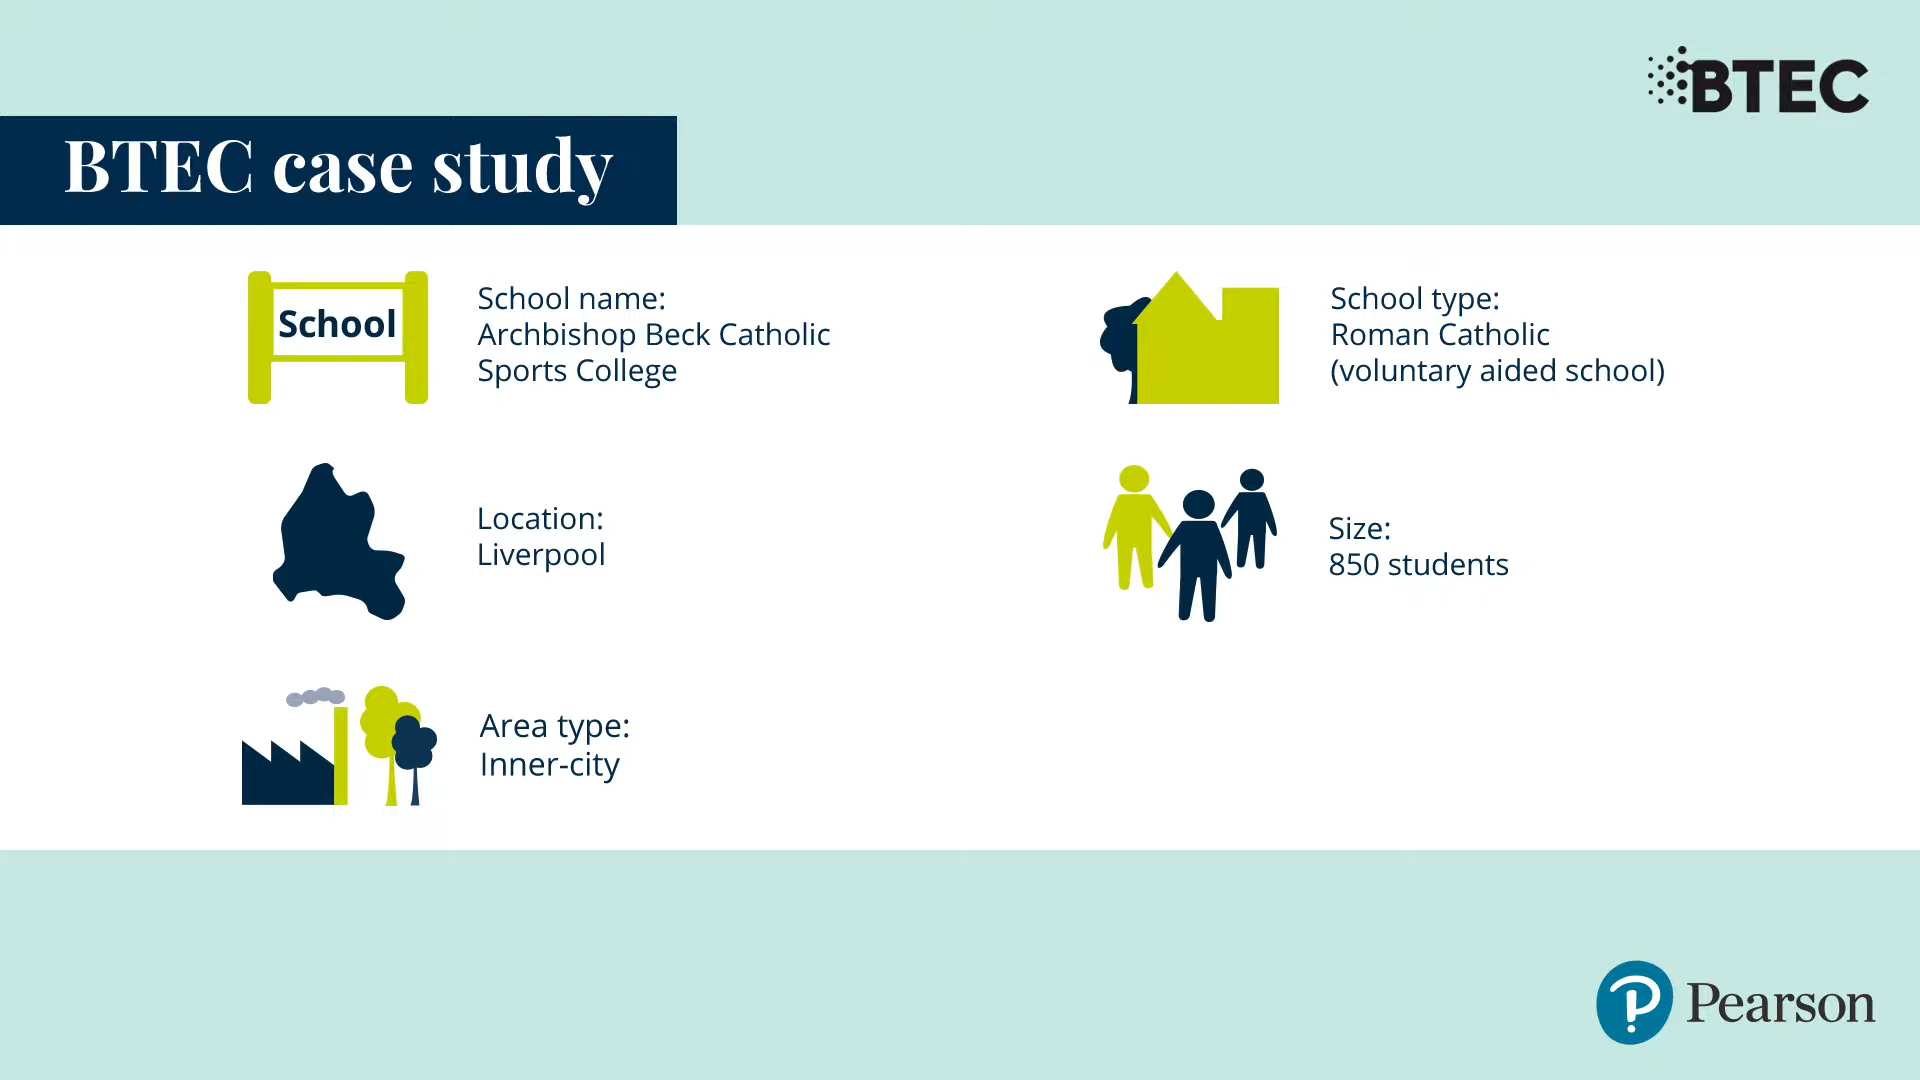 BTEC
BTEC case study
School
School name:
Archbishop Beck Catholic
Sports College
School type:
Roman Catholic
(voluntary aided school)
Location:
Liverpool
Size:
850 students
Area type:
Inner-city
Pearson